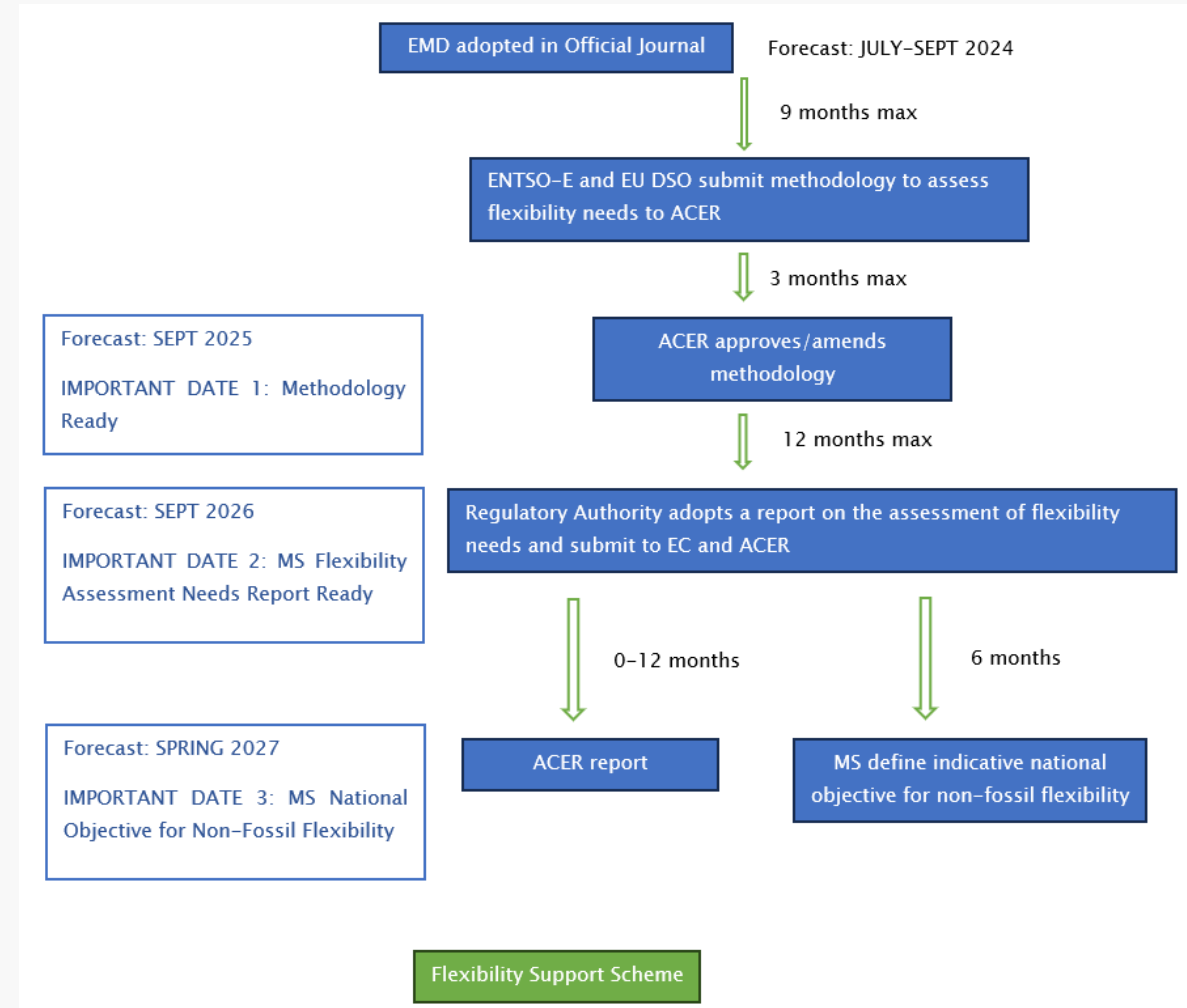 EMD adopted in Official Journal
Forecast: JULY–SEPT 2024
9 months max
ENTSO–E and EU DSO submit methodology to assess
flexibility needs to ACER
3 months max
Forecast: SEPT 2025
IMPORTANT DATE 1: Methodology
Ready
ACER approves/amends
methodology
12 months max
Forecast: SEPT 2026
IMPORTANT DATE 2: MS Flexibility
Assessment Needs Report Ready
Regulatory Authority adopts a report on the assessment of flexibility
needs and submit to EC and ACER
0–12 months
6 months
Forecast: SPRING 2027
IMPORTANT DATE 3: MS National
Objective for Non–Fossil Flexibility
ACER report
MS define indicative national
objective for non–fossil flexibility
Flexibility Support Scheme